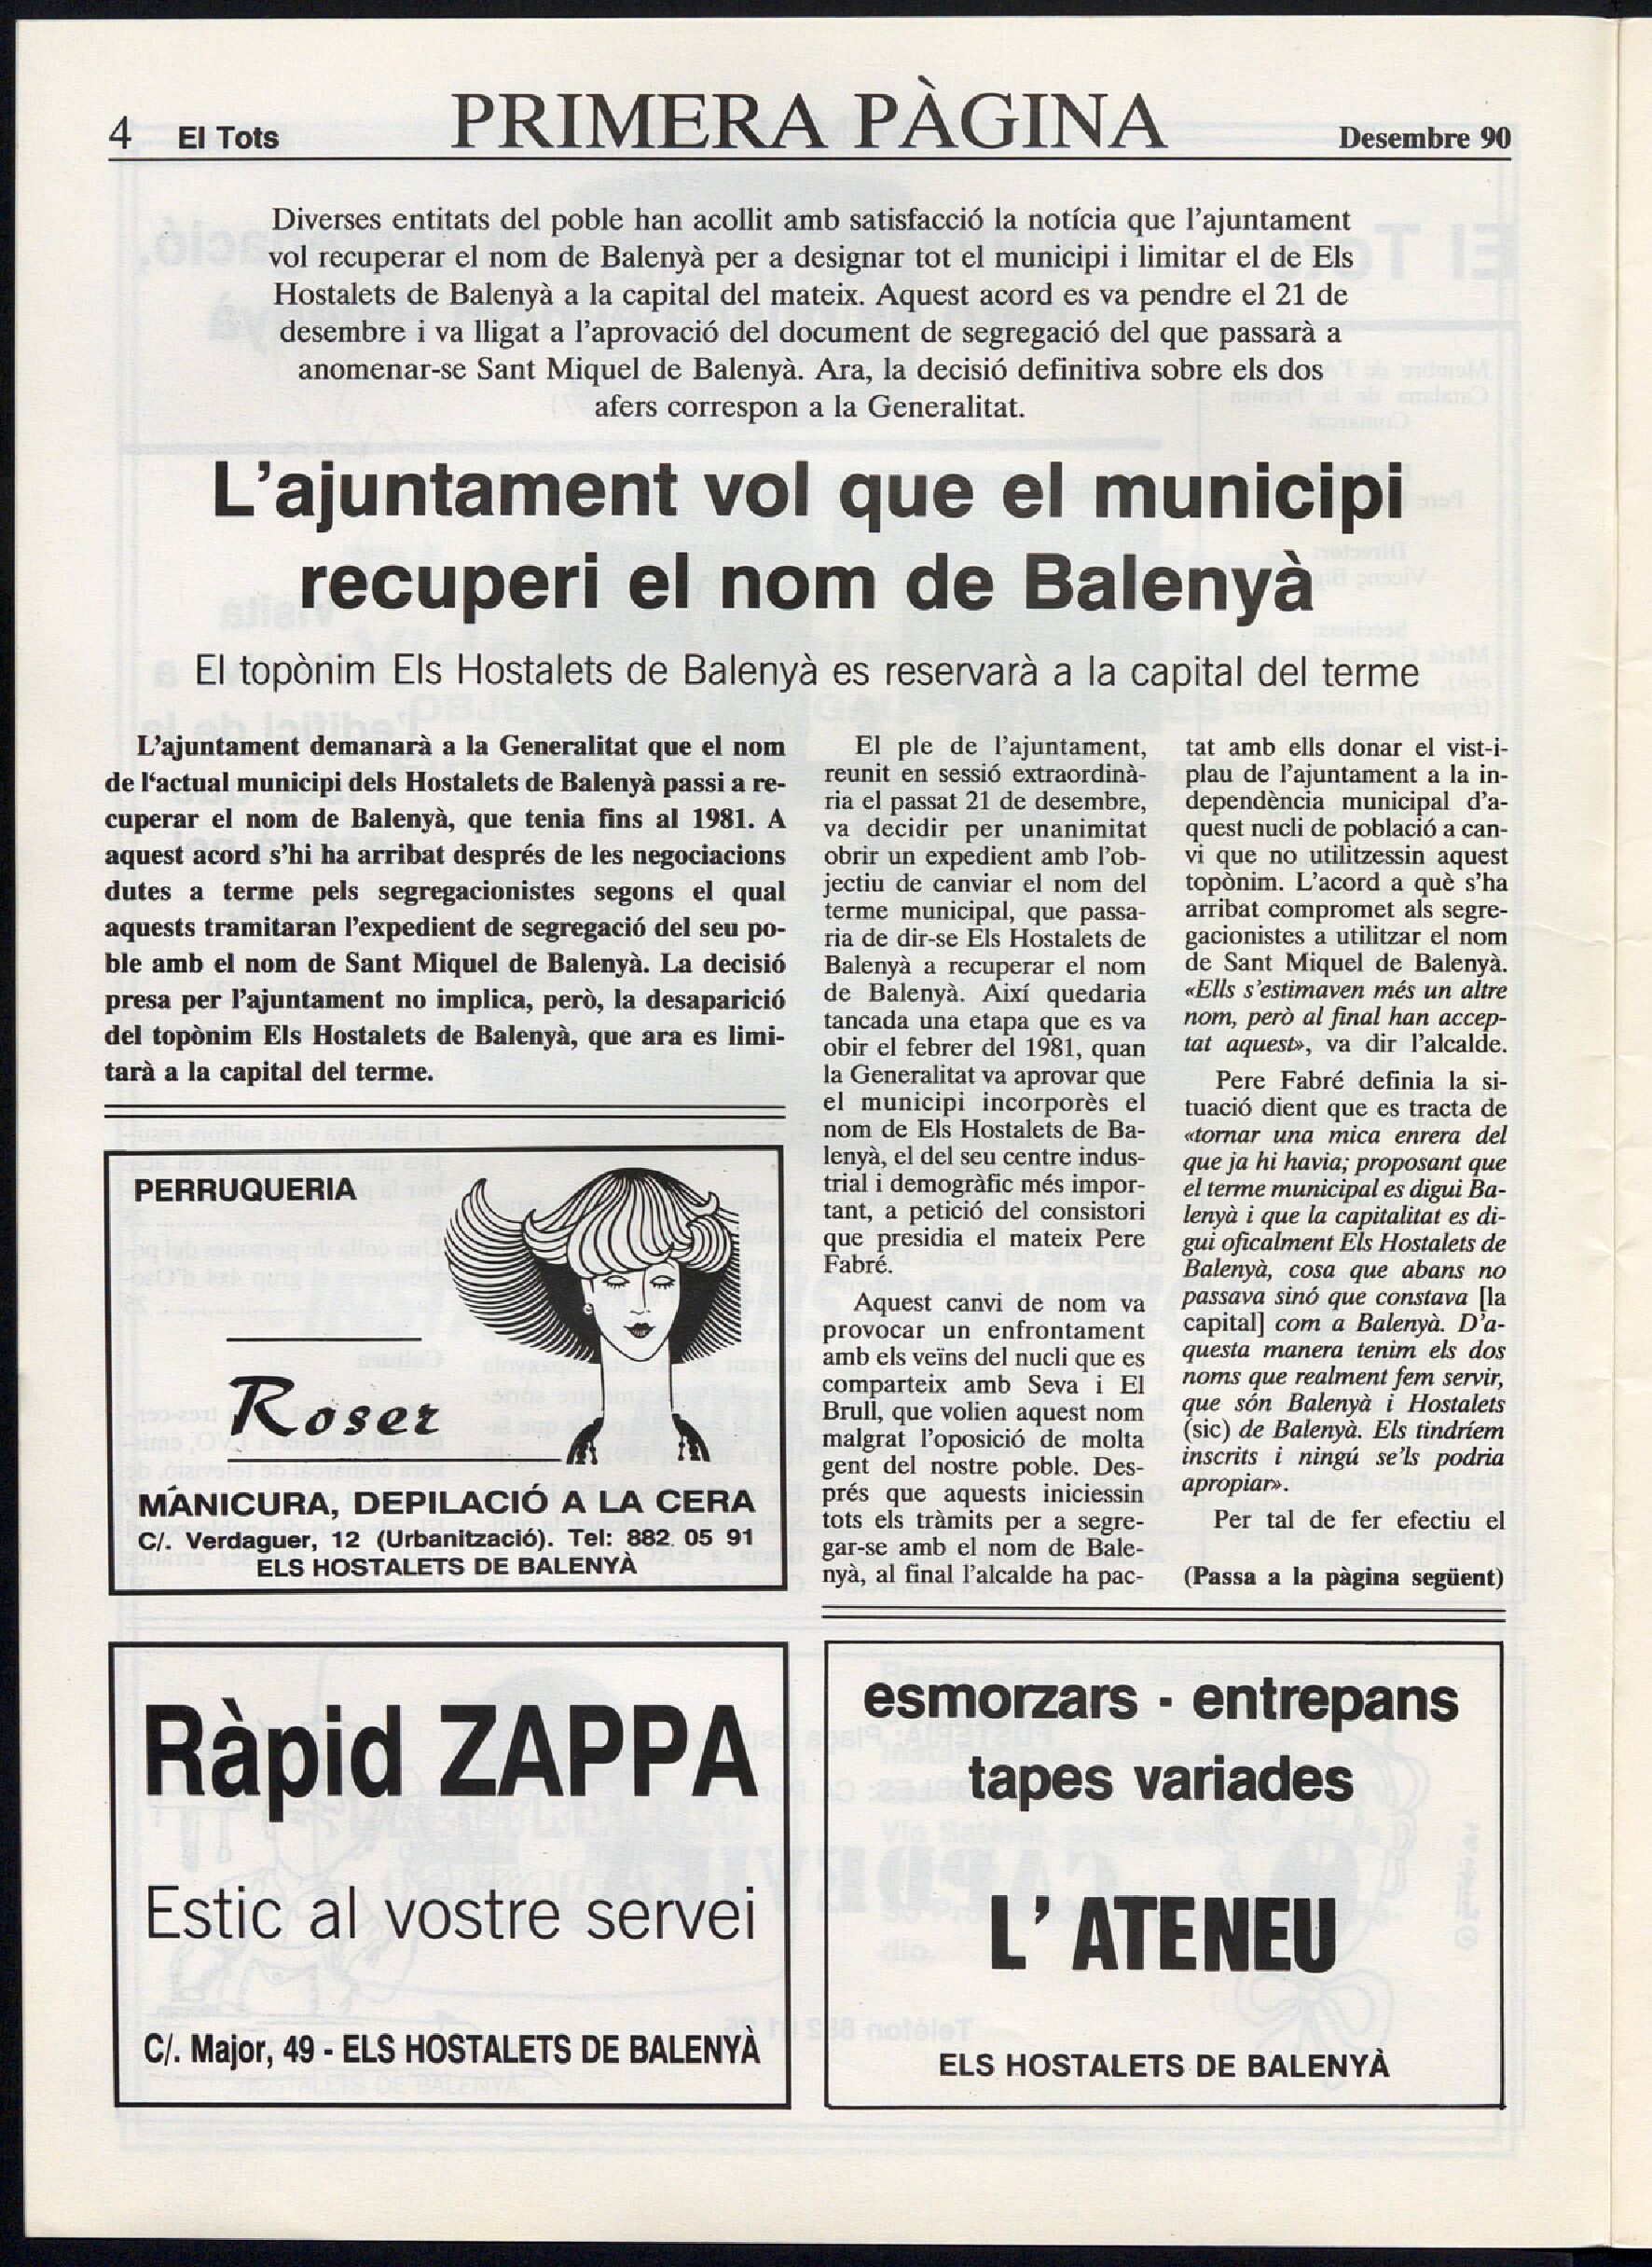 4 El Tots PRIMERA PÀGINA Desembre 90
Diverses entitats del poble han acollit amb satisfacció la notícia que l'ajuntament
vol recuperar el nom de Balenyà per a designar tot el municipi i limitar el de Els
Hostalets de Balenyà a la capital del mateix. Aquest acord es va pendre el 21 de
desembre i va lligat a l'aprovació del document de segregació del que passarà a
anomenar-se Sant Miquel de Balenyà. Ara, la decisió definitiva sobre els dos
afers correspon a la Generalitat.
L'ajuntament vol que el municipi
recuperi el nom de Balenyà
El topònim Els Hostalets de Balenyà es reservarà a la capital del terme
L'ajuntament demanarà a la Generalitat que el nom
de l‘actual municipi dels Hostalets de Balenyà passi a re-
cuperar el nom de Balenyà, que tenia fins al 1981. A
aquest acord s'hi ha arribat després de les negociacions
dutes a terme pels segregacionistes segons el qual
aquests tramitaran l'expedient de segregació del seu po-
ble amb el nom de Sant Miquel de Balenyà. La decisió
presa per l'ajuntament no implica, però, la desaparició
del topònim Els Hostalets de Balenyà, que ara es limi-
tarà a la capital del terme.
El ple de l'ajuntament,
reunit en sessió extraordinà-
ria el passat 21 de desembre,
va decidir per unanimitat
obrir un expedient amb l'ob-
jectiu de canviar el nom del
terme municipal, que passa-
ria de dir-se Els Hostalets de
Balenyà a recuperar el nom
de Balenyà. Així quedaria
tancada una etapa que es va
obir el febrer del 1981, quan
la Generalitat va aprovar que
el municipi incorporès el
nom de Els Hostalets de Ba-
lenyà, el del seu centre indus-
trial i demogràfic més impor-
tant, a petició del consistori
que presidia el mateix Pere
Fabré.
Aquest canvi de nom va
provocar un enfrontament
amb els veïns del nucli que es
comparteix amb Seva i El
Brull, que volien aquest nom
malgrat l'oposició de molta
gent del nostre poble. Des-
prés que aquests iniciessin
tots els tràmits per a segre-
gar-se amb el nom de Bale-
nyà, al final l'alcalde ha pac-
tat amb ells donar el vist-i-
plau de l'ajuntament a la in-
dependència municipal d'a-
quest nucli de població a can-
vi que no utilitzessin aquest
topònim. L'acord a què s'ha
arribat compromet als segre-
gacionistes a utilitzar el nom
de Sant Miquel de Balenyà.
«Ells s'estimaven més un altre
nom, però al final han accep-
tat aquest», va dir l'alcalde.
Pere Fabré definia la si-
tuació dient que es tracta de
«tornar una mica enrera del
que ja hi havia; proposant que
el terme municipal es digui Ba-
lenyà i que la capitalitat es di-
gui oficalment Els Hostalets de
Balenyà, cosa que abans no
passava sinó que constava [la
capital] com a Balenyà. D'a-
questa manera tenim els dos
noms que realment fem servir,
que són Balenyà i Hostalets
(sic) de Balenyà. Els tindríem
inscrits i ningú se'ls podria
apropiar».
Per tal de fer efectiu el
(Passa a la pàgina següent)
PERRUQUERIA
Roser
MANICURA, DEPILACIÓ A LA CERA
C/. Verdaguer, 12 (Urbanització). Tel: 882 05 91
ELS HOSTALETS DE BALENYÀ
Ràpid ZAPPA
Estic al vostre servei
C/. Major, 49 - ELS HOSTALETS DE BALENYÀ
esmorzars - entrepans
tapes variades
L' ATENEU
ELS HOSTALETS DE BALENYÀ